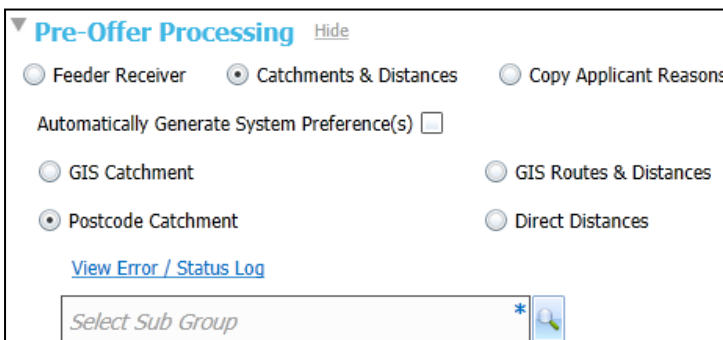 Pre-Offer Processing Hide
Feeder Receiver Catchments & Distances Copy Applicant Reasons
Automatically Generate System Preference(s)
GIS Catchment GIS Routes & Distances
Postcode Catchment Direct Distances
View Error / Status Log
Select Sub Group *